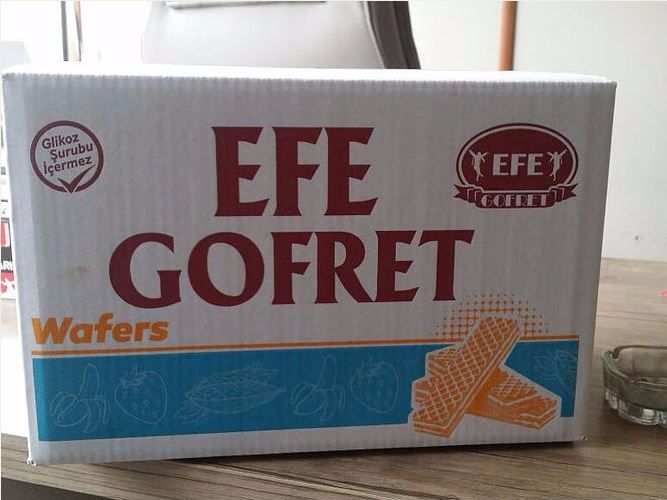 Glikoz
Şurubu
İçermez
EFE
GOFRET
EFE
GOFRET
Wafers